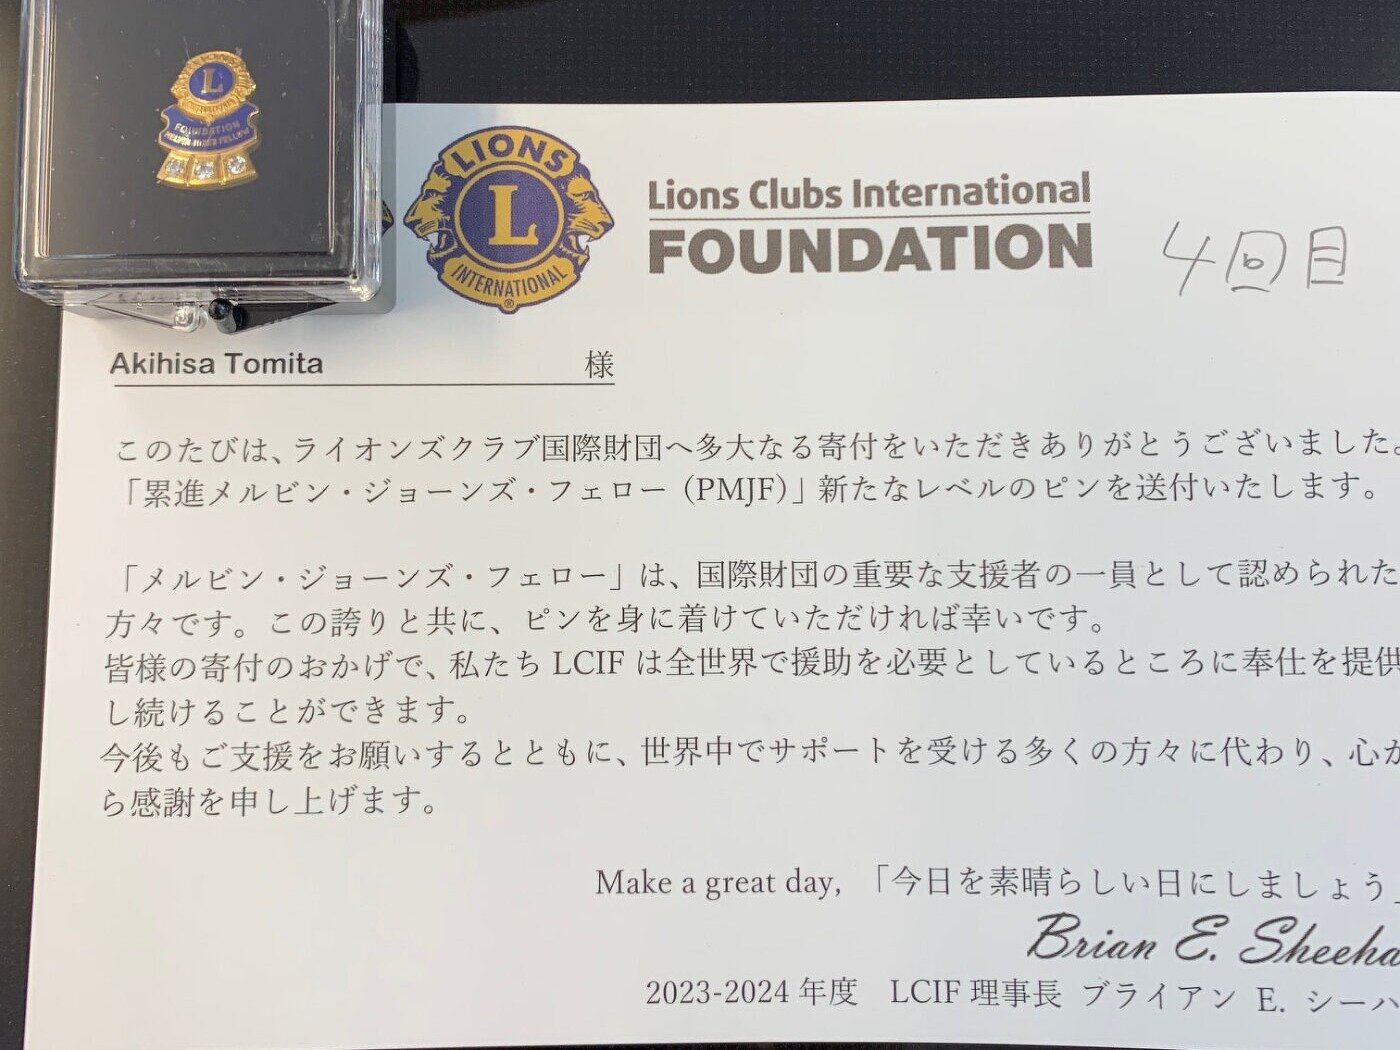 L
FOUNDATION
MELVIN JONES FELLOW
LIONS
L
INTERNATIONAL
®
Lions Clubs International
FOUNDATION
4回目
Akihisa Tomita 様
このたびは、ライオンズクラブ国際財団へ多大なる寄付をいただきありがとうございました。
「累進メルビン・ジョーンズ・フェロー（PMJF）」新たなレベルのピンを送付いたします。
「メルビン・ジョーンズ・フェロー」は、国際財団の重要な支援者の一員として認められた
方々です。この誇りと共に、ピンを身に着けていただければ幸いです。
皆様の寄付のおかげで、私たち LCIF は全世界で援助を必要としているところに奉仕を提供
し続けることができます。
今後もご支援をお願いするとともに、世界中でサポートを受ける多くの方々に代わり、心か
ら感謝を申し上げます。
Make a great day, 「今日を素晴らしい日にしましょう」
Brian E. Sheeha
2023-2024 年度 LCIF 理事長 ブライアン E. シーハ